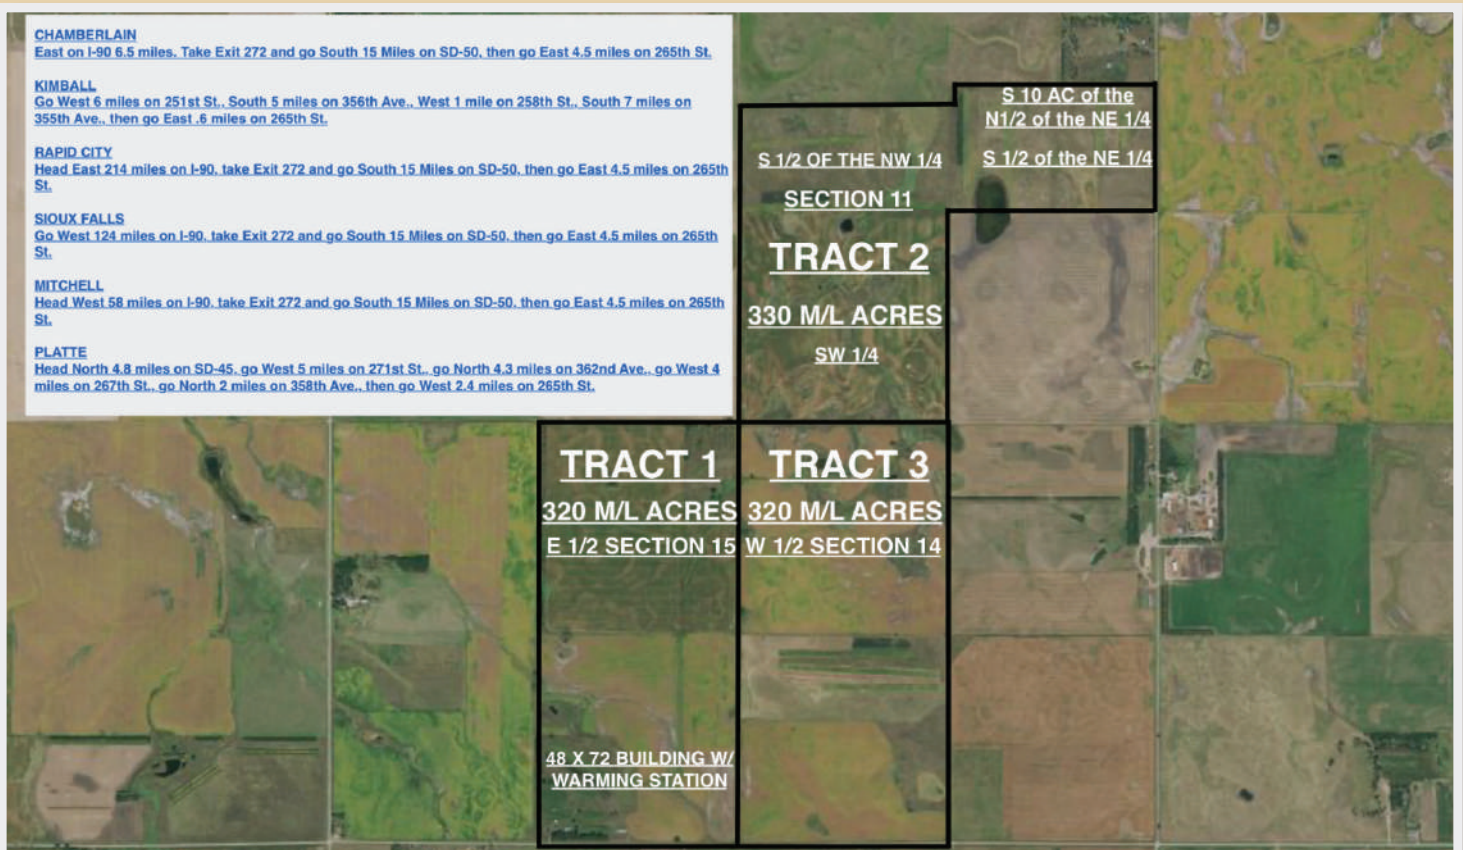 CHAMBERLAIN
East on I-90 6.5 miles. Take Exit 272 and go South 15 Miles on SD-50, then go East 4.5 miles on 265th St.
KIMBALL
Go West 6 miles on 251st St., South 5 miles on 356th Ave., West 1 mile on 258th St., South 7 miles on
355th Ave., then go East .6 miles on 265th St.
RAPID CITY
Head East 214 miles on I-90, take Exit 272 and go South 15 Miles on SD-50, then go East 4.5 miles on 265th
St.
SIOUX FALLS
Go West 124 miles on I-90, take Exit 272 and go South 15 Miles on SD-50, then go East 4.5 miles on 265th
St.
MITCHELL
Head West 58 miles on I-90, take Exit 272 and go South 15 Miles on SD-50, then go East 4.5 miles on 265th
St.
PLATTE
Head North 4.8 miles on SD-45, go West 5 miles on 271st St., go North 4.3 miles on 362nd Ave., go West 4
miles on 267th St., go North 2 miles on 358th Ave., then go West 2.4 miles on 265th St.
S 10 AC of the
N1/2 of the NE 1/4
S 1/2 of the NE 1/4
S 1/2 OF THE NW 1/4
SECTION 11
TRACT 2
330 M/L ACRES
SW 1/4
TRACT 1
320 M/L ACRES
E 1/2 SECTION 15
48 X 72 BUILDING W/
WARMING STATION
TRACT 3
320 M/L ACRES
W 1/2 SECTION 14